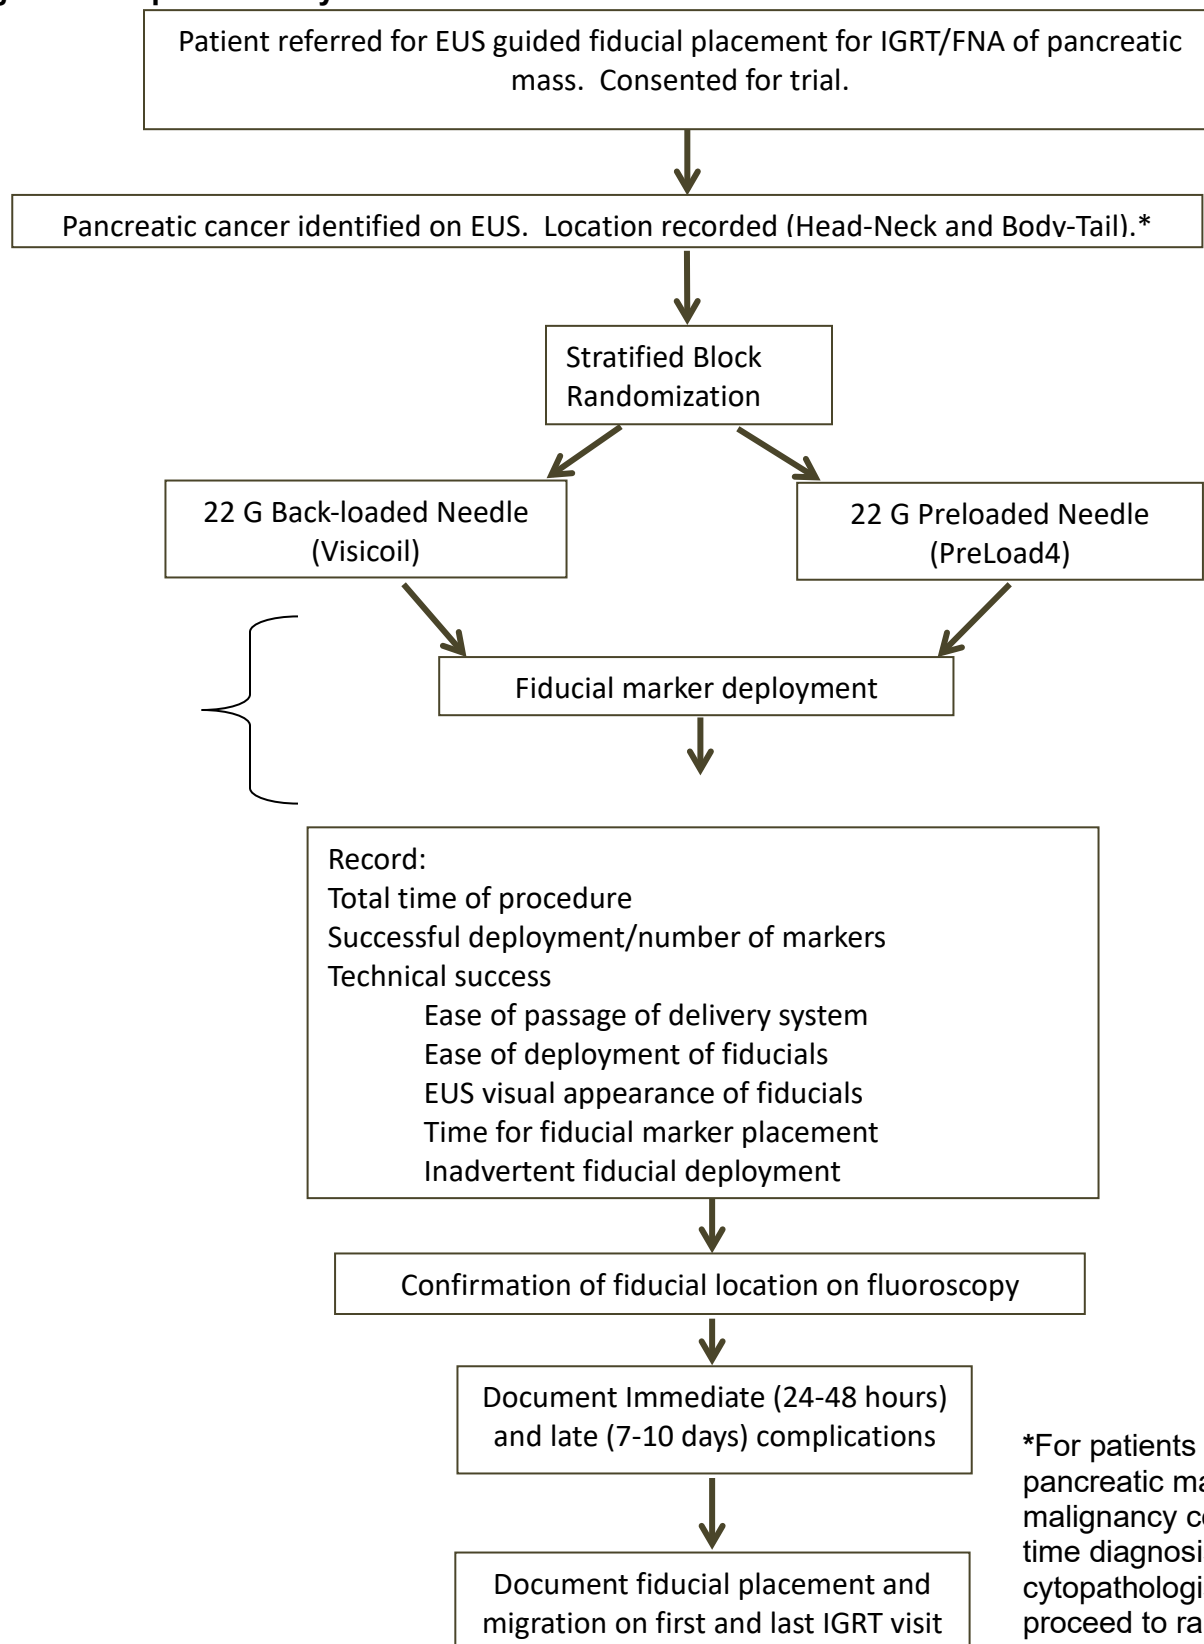 Patient referred for EUS guided fiducial placement for IGRT/FNA of pancreatic
mass. Consented for trial.
Pancreatic cancer identified on EUS. Location recorded (Head-Neck and Body-Tail).*
Stratified Block
Randomization
22 G Back-loaded Needle
(Visicoil)
22 G Preloaded Needle
(PreLoad4)
Fiducial marker deployment
Record:
Total time of procedure
Successful deployment/number of markers
Technical success
Ease of passage of delivery system
Ease of deployment of fiducials
EUS visual appearance of fiducials
Time for fiducial marker placement
Inadvertent fiducial deployment
Confirmation of fiducial location on fluoroscopy
Document Immediate (24-48 hours)
and late (7-10 days) complications
Document fiducial placement and
migration on first and last IGRT visit
*For patients
pancreatic
malignancy
time
proceed to